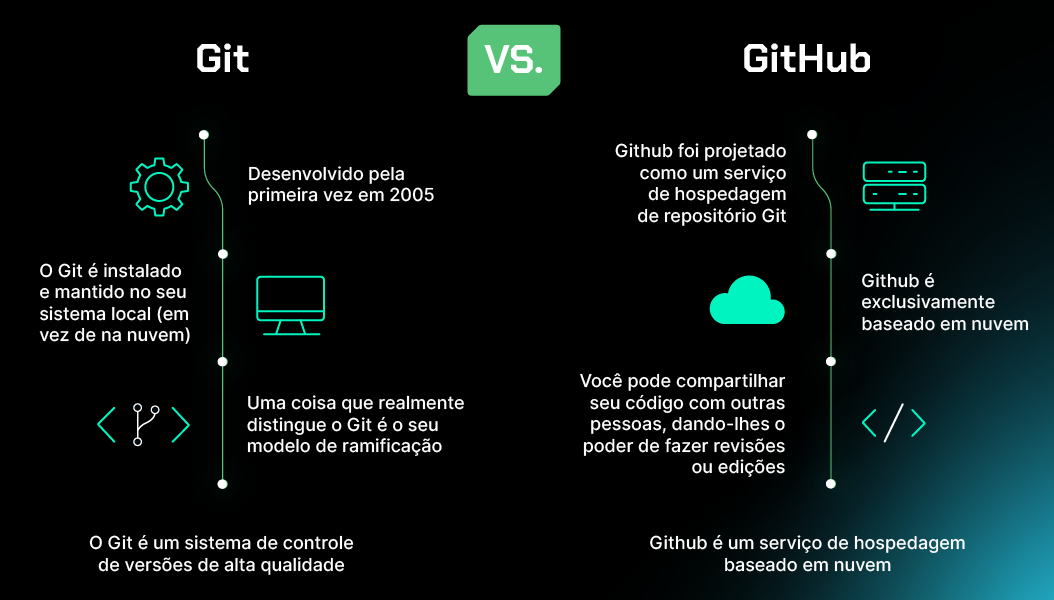 Git
VS.
GitHub
Desenvolvido pela
primeira vez em 2005
O Git é instalado
e mantido no seu
sistema local (em
vez de na nuvem)
Uma coisa que realmente
distingue o Git é o seu
modelo de ramificação
O Git é um sistema de controle
de versões de alta qualidade
Github foi projetado
como um serviço
de hospedagem
de repositório Git
Github é
exclusivamente
baseado em nuvem
Você pode compartilhar
seu código com outras
pessoas, dando-lhes o
poder de fazer revisões
ou edições
Github é um serviço de hospedagem
baseado em nuvem